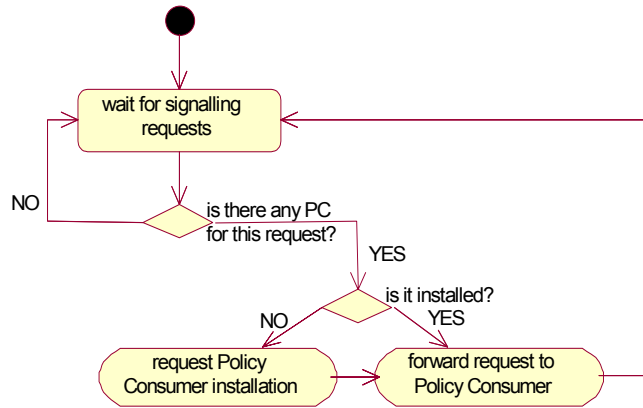 wait for signalling
requests
NO
is there any PC
for this request?
YES
is it installed?
NO
YES
request Policy
Consumer installation
forward request to
Policy Consumer